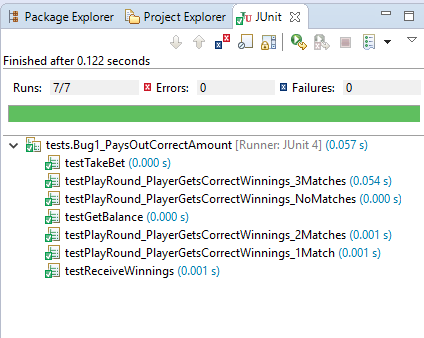 Package Explorer Project Explorer JUnit
Finished after 0.122 seconds
Runs: 7/7 Errors: 0 Failures: 0
tests.Bug1_PaysOutCorrectAmount [Runner: JUnit 4] (0.057 s)
testTakeBet (0.000 s)
testPlayRound_PlayerGetsCorrectWinnings_3Matches (0.054 s)
testPlayRound_PlayerGetsCorrectWinnings_NoMatches (0.000 s)
testGetBalance (0.000 s)
testPlayRound_PlayerGetsCorrectWinnings_2Matches (0.001 s)
testPlayRound_PlayerGetsCorrectWinnings_1Match (0.001 s)
testReceiveWinnings (0.001 s)